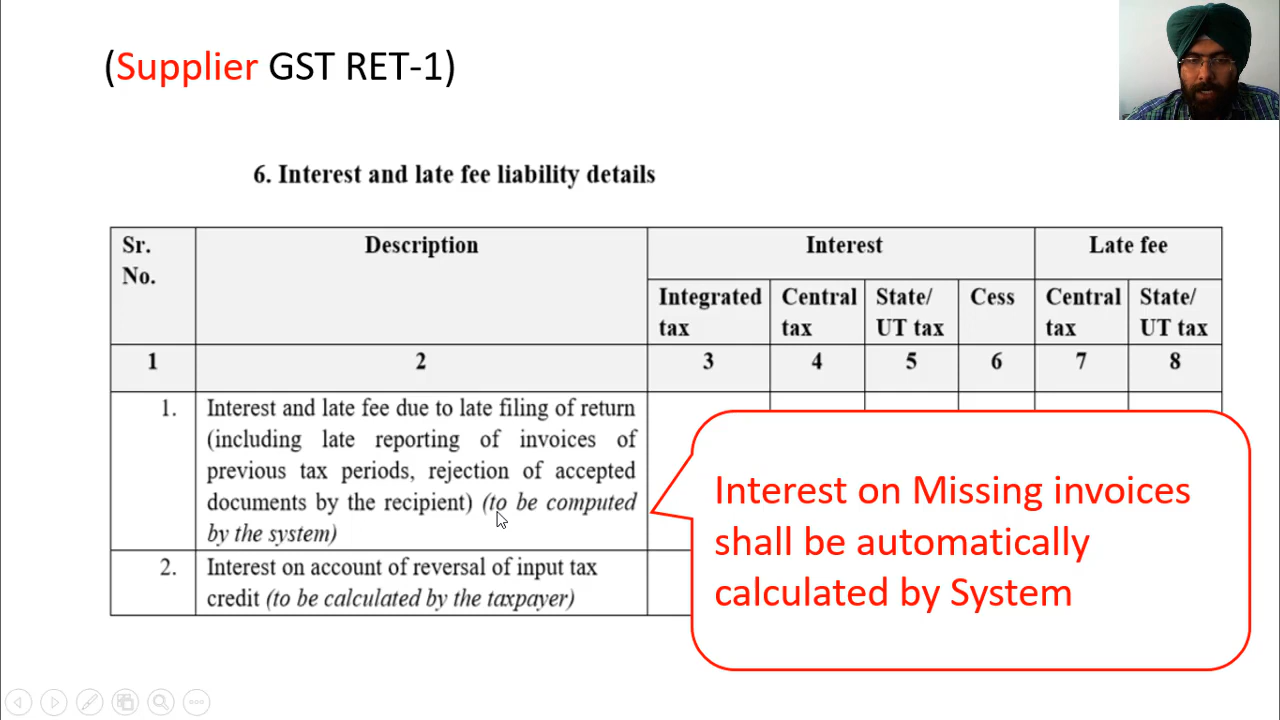 (Supplier GST RET-1)
6. Interest and late fee liability details
Sr. No.
Description
Interest
Late fee
Integrated tax
Central tax
State/ UT tax
Cess
Central tax
State/ UT tax
1
2
3
4
5
6
7
8
1.
Interest and late fee due to late filing of return
(including late reporting of invoices of
previous tax periods, rejection of accepted
documents by the recipient) (to be computed
by the system)
2.
Interest on account of reversal of input tax
credit (to be calculated by the taxpayer)
Interest on Missing invoices
shall be automatically
calculated by System